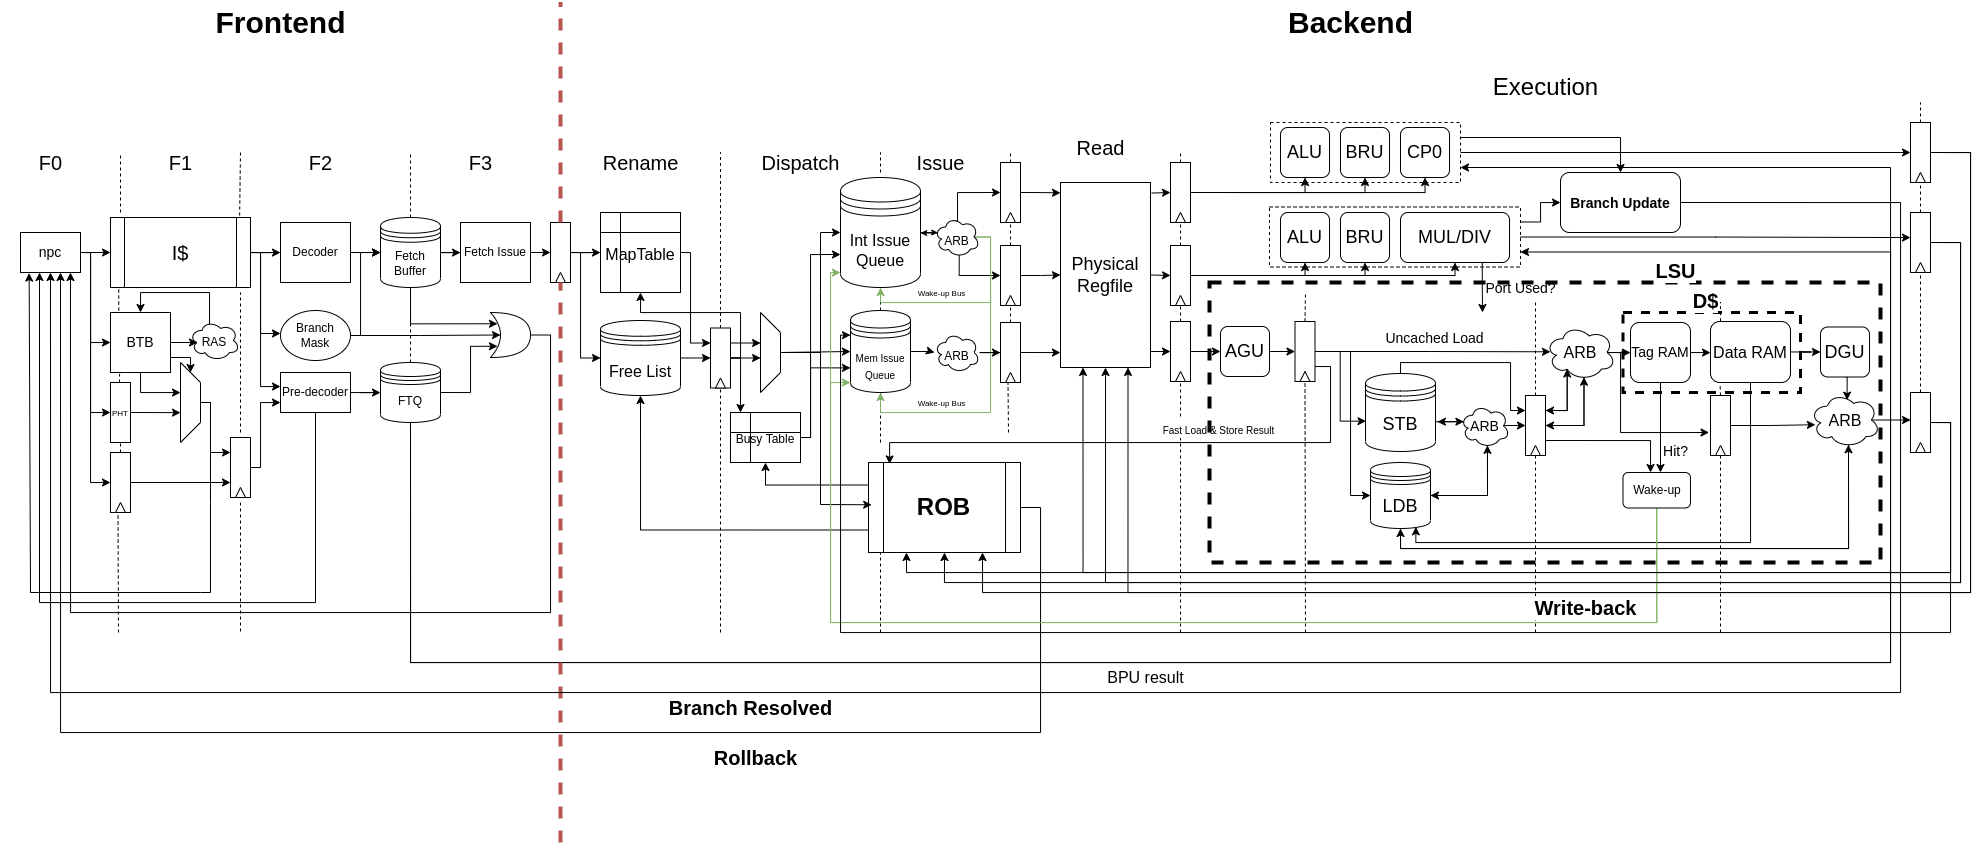 Frontend
Backend
Execution
F0
F1
F2
F3
Rename
Dispatch
Issue
Read
npc
I$
Decoder
Fetch
Buffer
Fetch Issue
BTB
RAS
PHT
Branch
Mask
Pre-decoder
FTQ
MapTable
Free List
Busy Table
Int Issue
Queue
ARB
Wake-up Bus
Mem Issue
Queue
ARB
Wake-up Bus
ROB
Physical
Regfile
ALU
BRU
CP0
ALU
BRU
MUL/DIV
Branch Update
LSU
Port Used?
D$
AGU
Uncached Load
ARB
Tag RAM
Data RAM
DGU
STB
ARB
LDB
Hit?
Wake-up
ARB
Fast Load & Store Result
Write-back
BPU result
Branch Resolved
Rollback